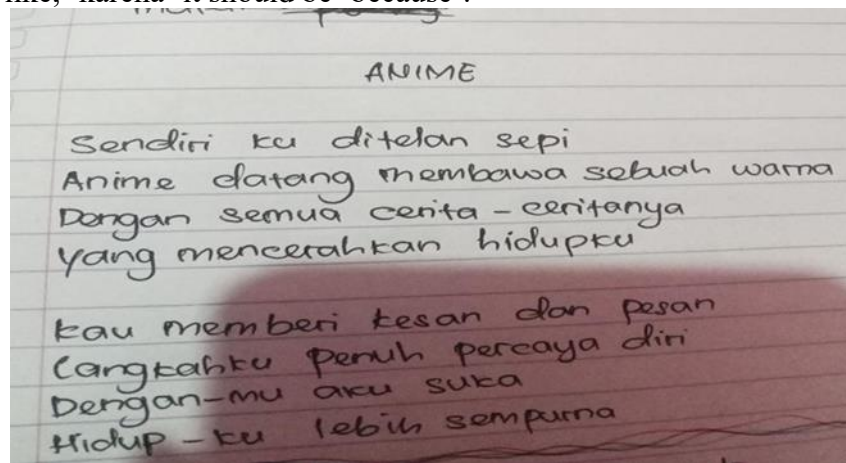 ANIME
Sendiri ku ditelan sepi
Anime datang membawa sebuah warna
Dengan semua cerita-ceritanya
Yang mencerahkan hidupku
Kau memberi kesan dan pesan
Langkahku penuh percaya diri
Dengan-mu aku suka
Hidup-ku lebih sempurna